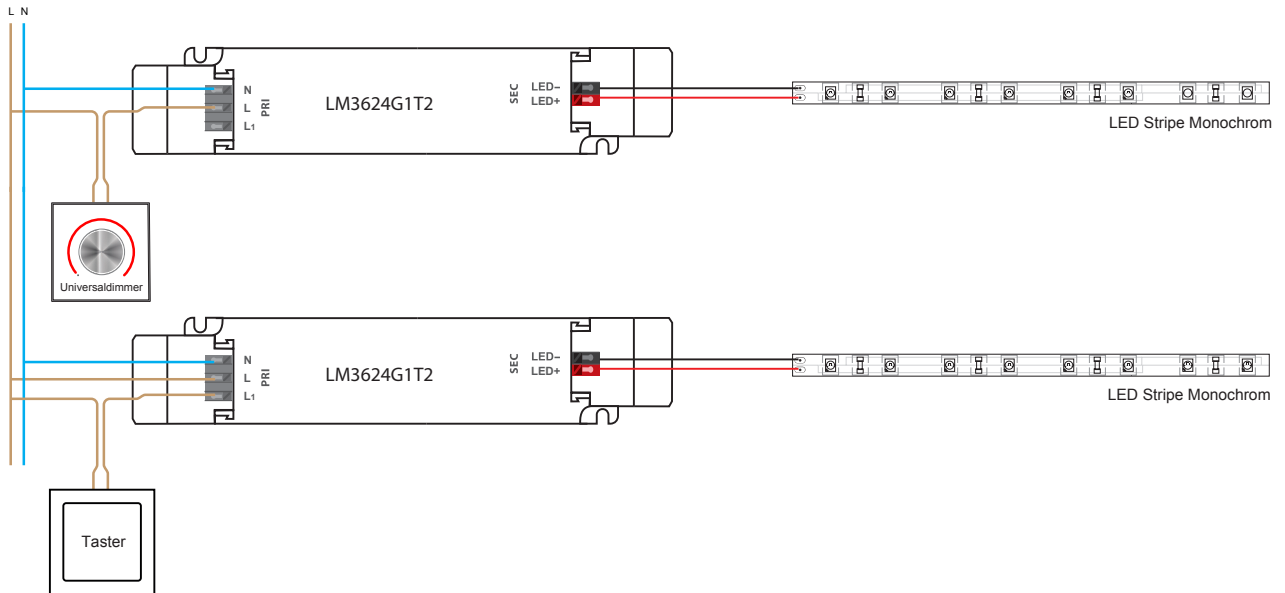 L N
N
L
L1
PRI
LM3624G1T2
SEC
LED–
LED+
LED Stripe Monochrom
Universaldimmer
N
L
L1
PRI
LM3624G1T2
SEC
LED–
LED+
LED Stripe Monochrom
Taster